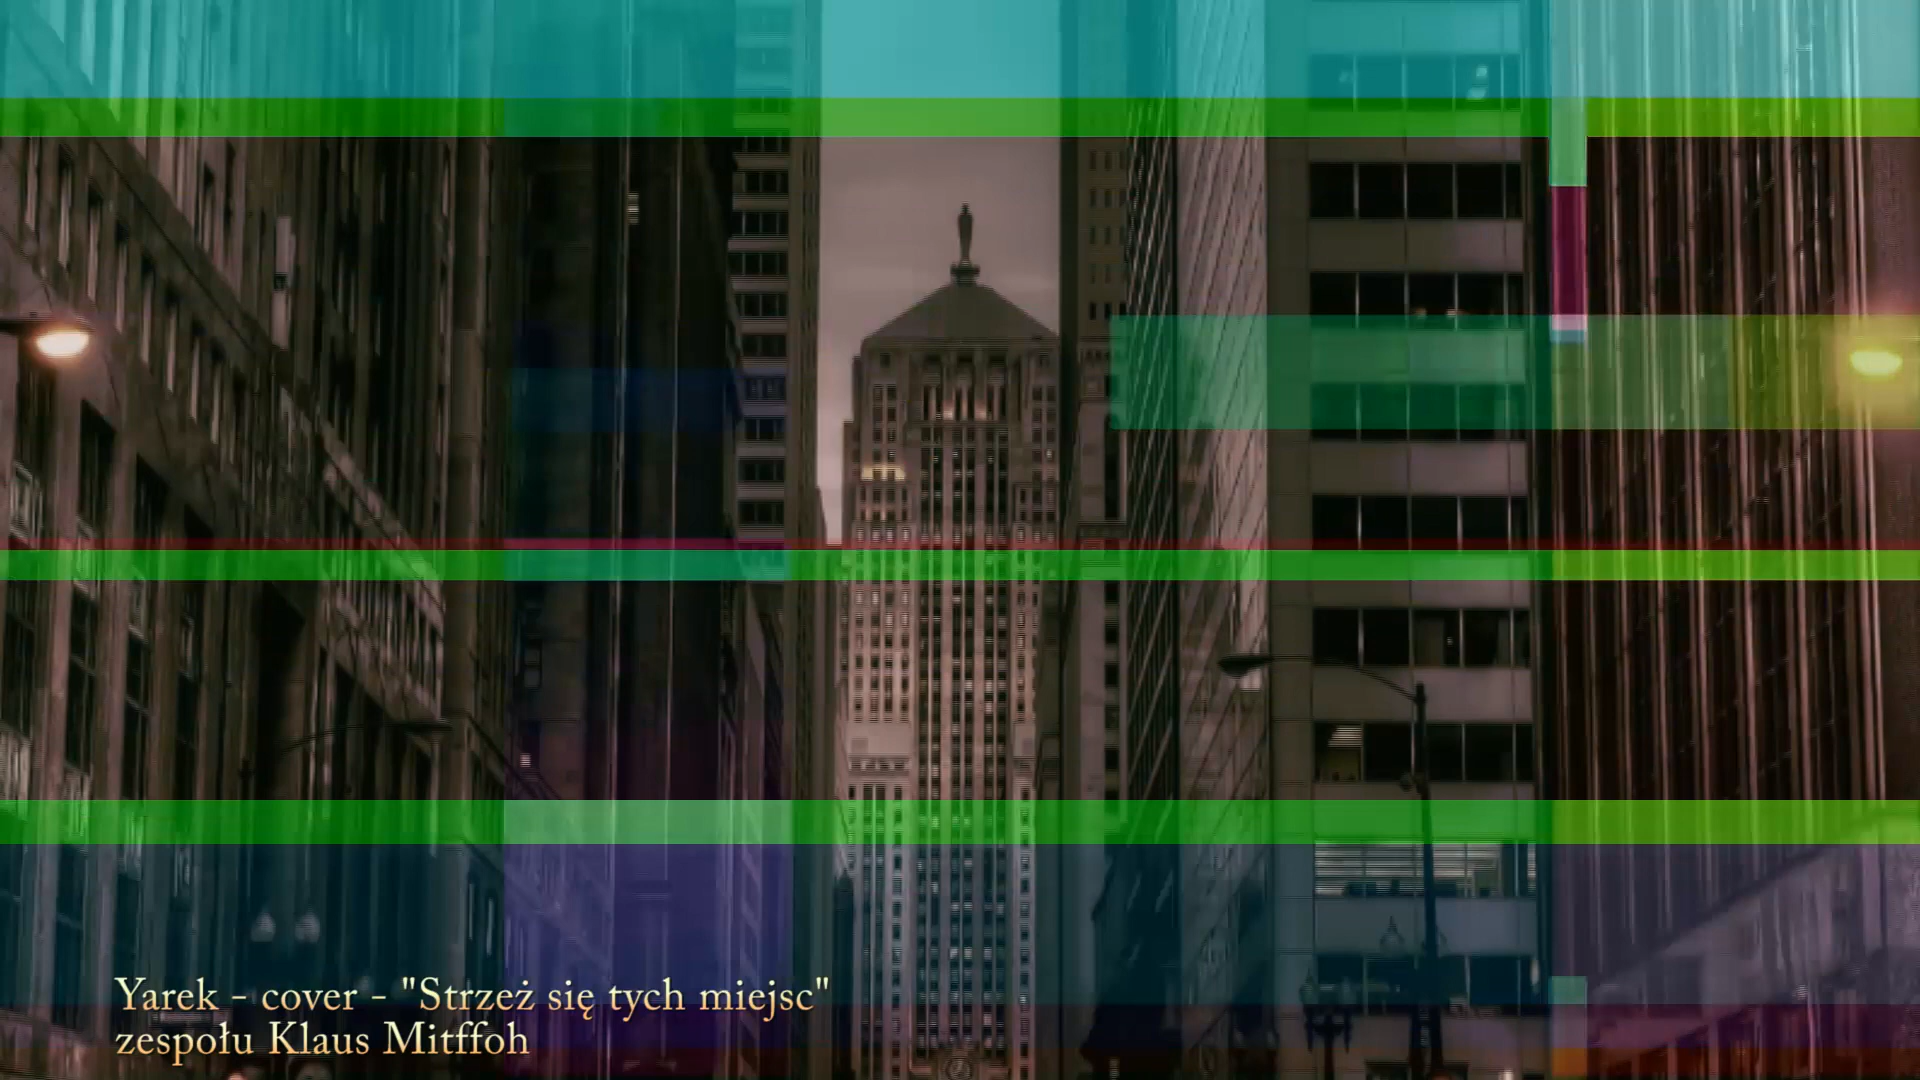 Yarek - cover - "Strzeż się tych miejsc"
zespołu Klaus Mitffoh